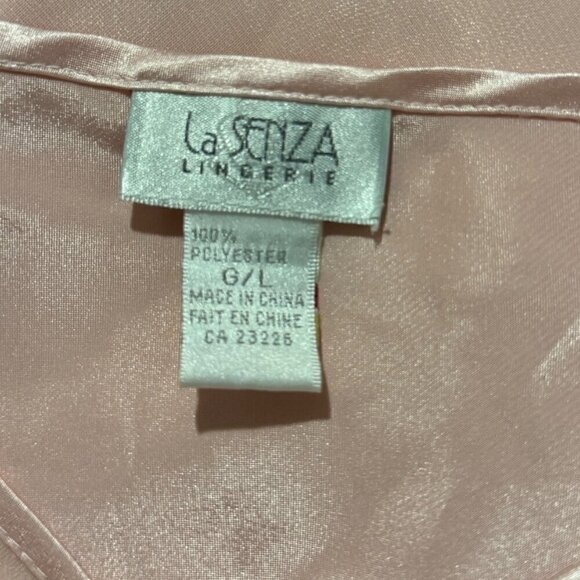 La SENZA
LINGERIE
100%
POLYESTER
G/L
MADE IN CHINA
FAIT EN CHINE
CA 23226